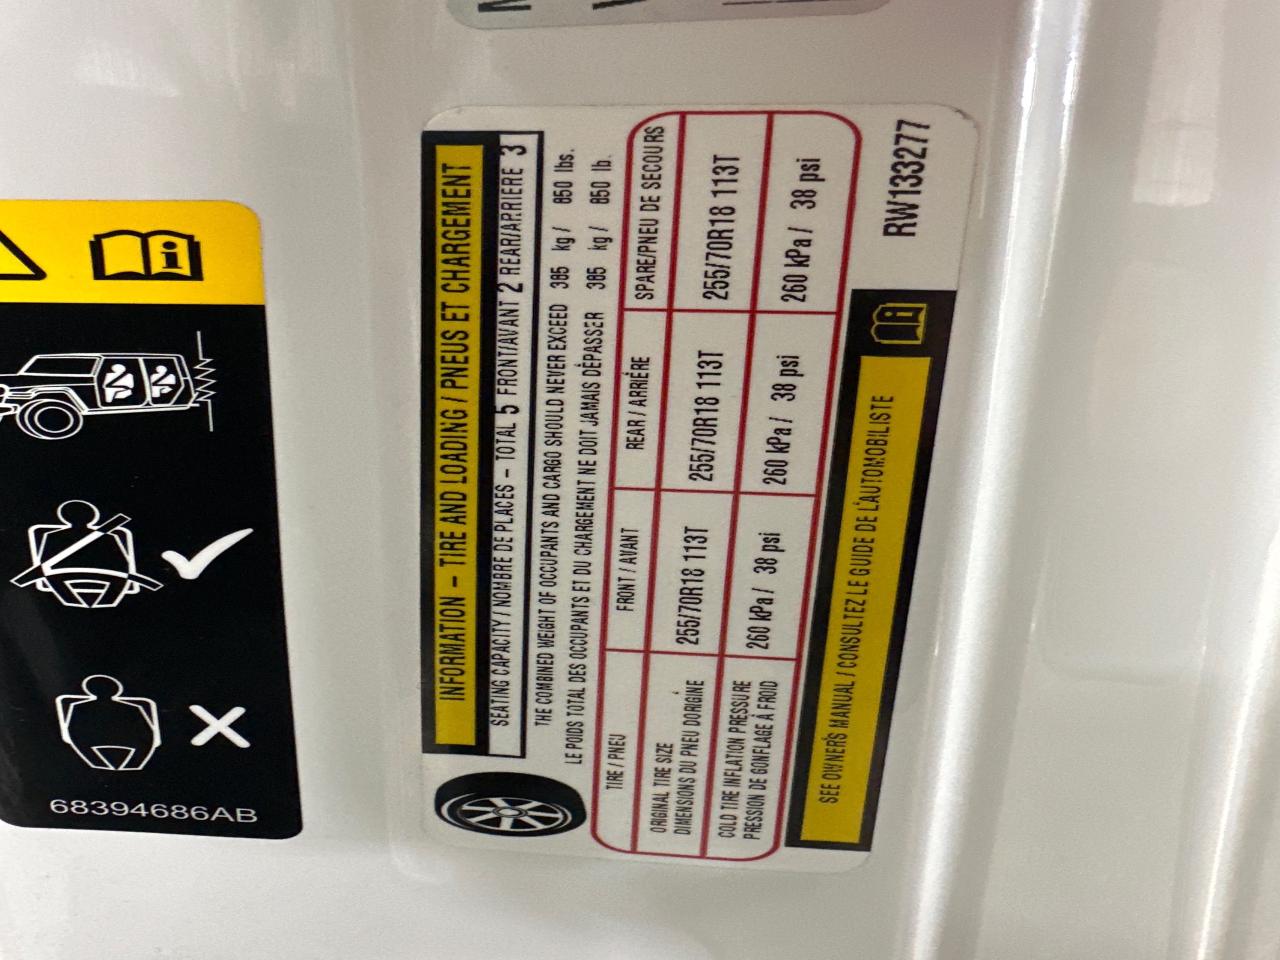 INFORMATION – TIRE AND LOADING / PNEUS ET CHARGEMENT
SEATING CAPACITY / NOMBRE DE PLACES – TOTAL 5 FRONT/AVANT 2 REAR/ARRIERE 3
THE COMBINED WEIGHT OF OCCUPANTS AND CARGO SHOULD NEVER EXCEED 385 kg / 850 lbs.
LE POIDS TOTAL DES OCCUPANTS ET DU CHARGEMENT NE DOIT JAMAIS DÉPASSER 385 kg / 850 lb.
TIRE / PNEU FRONT / AVANT REAR / ARRIÈRE SPARE/PNEU DE SECOURS
ORIGINAL TIRE SIZE
DIMENSIONS DU PNEU D'ORIGINE 255/70R18 113T 255/70R18 113T 255/70R18 113T
COLD TIRE INFLATION PRESSURE
PRESSION DE GONFLAGE À FROID 260 kPa / 38 psi 260 kPa / 38 psi 260 kPa / 38 psi
SEE OWNER'S MANUAL / CONSULTEZ LE GUIDE DE L'AUTOMOBILISTE
RW133277
68394686AB